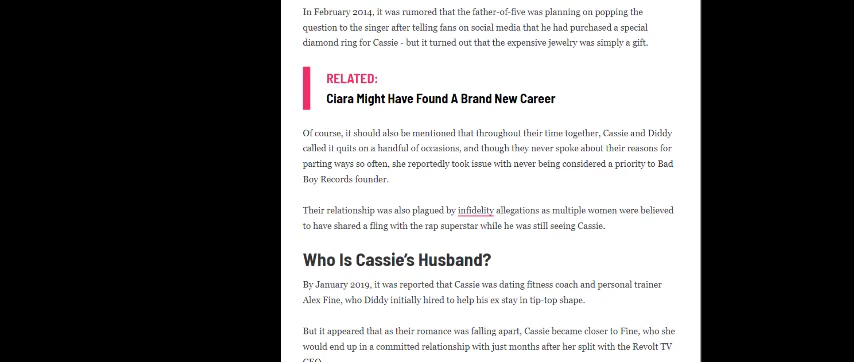 In February 2014, it was rumored that the father-of-five was planning on popping the
question to the singer after telling fans on social media that he had purchased a special
diamond ring for Cassie - but it turned out that the expensive jewelry was simply a gift.
RELATED:
Ciara Might Have Found A Brand New Career
Of course, it should also be mentioned that throughout their time together, Cassie and Diddy
called it quits on a handful of occasions, and though they never spoke about their reasons for
parting ways so often, she reportedly took issue with never being considered a priority to Bad
Boy Records founder.
Their relationship was also plagued by infidelity allegations as multiple women were believed
to have shared a fling with the rap superstar while he was still seeing Cassie.
Who Is Cassie's Husband?
By January 2019, it was reported that Cassie was dating fitness coach and personal trainer
Alex Fine, who Diddy initially hired to help his ex stay in tip-top shape.
But it appeared that as their romance was falling apart, Cassie became closer to Fine, who she
would end up in a committed relationship with just months after her split with the Revolt TV
CEO.